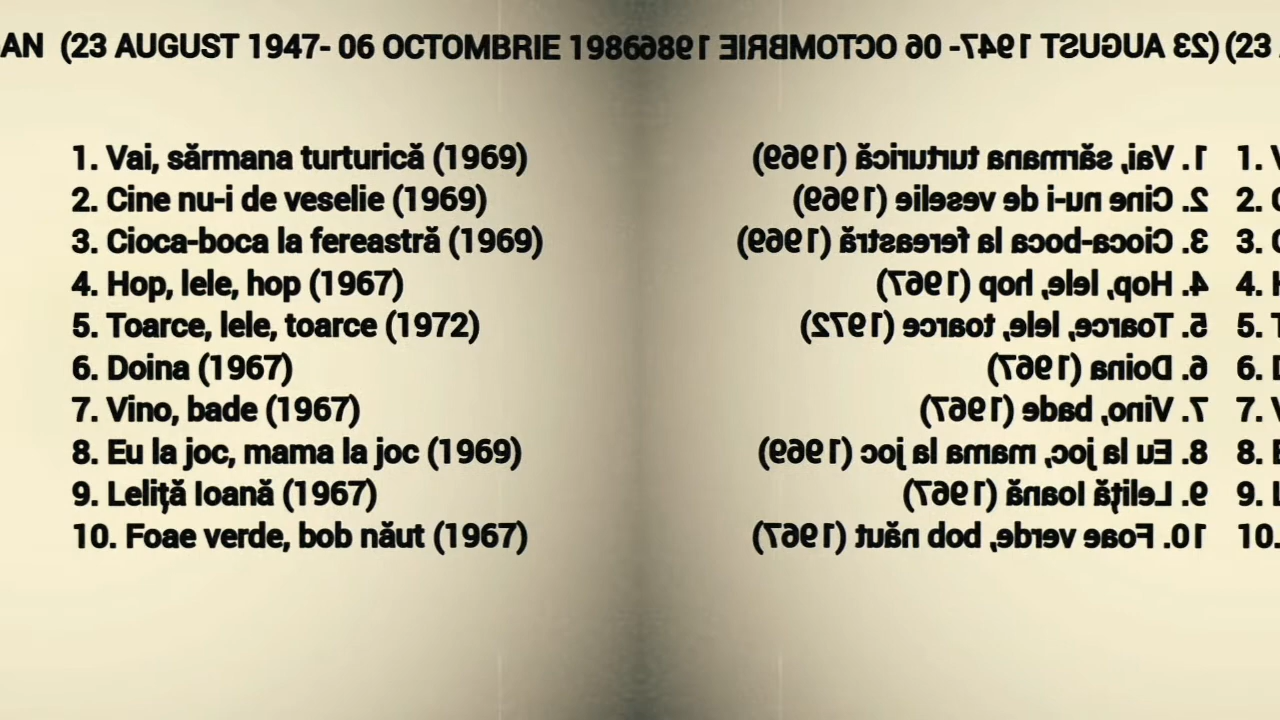 AN (23 AUGUST 1947- 06 OCTOMBRIE 1986
1. Vai, sărmana turturică (1969)
2. Cine nu-i de veselie (1969)
3. Cioca-boca la fereastră (1969)
4. Hop, lele, hop (1967)
5. Toarce, lele, toarce (1972)
6. Doina (1967)
7. Vino, bade (1967)
8. Eu la joc, mama la joc (1969)
9. Leliță Ioană (1967)
10. Foae verde, bob năut (1967)